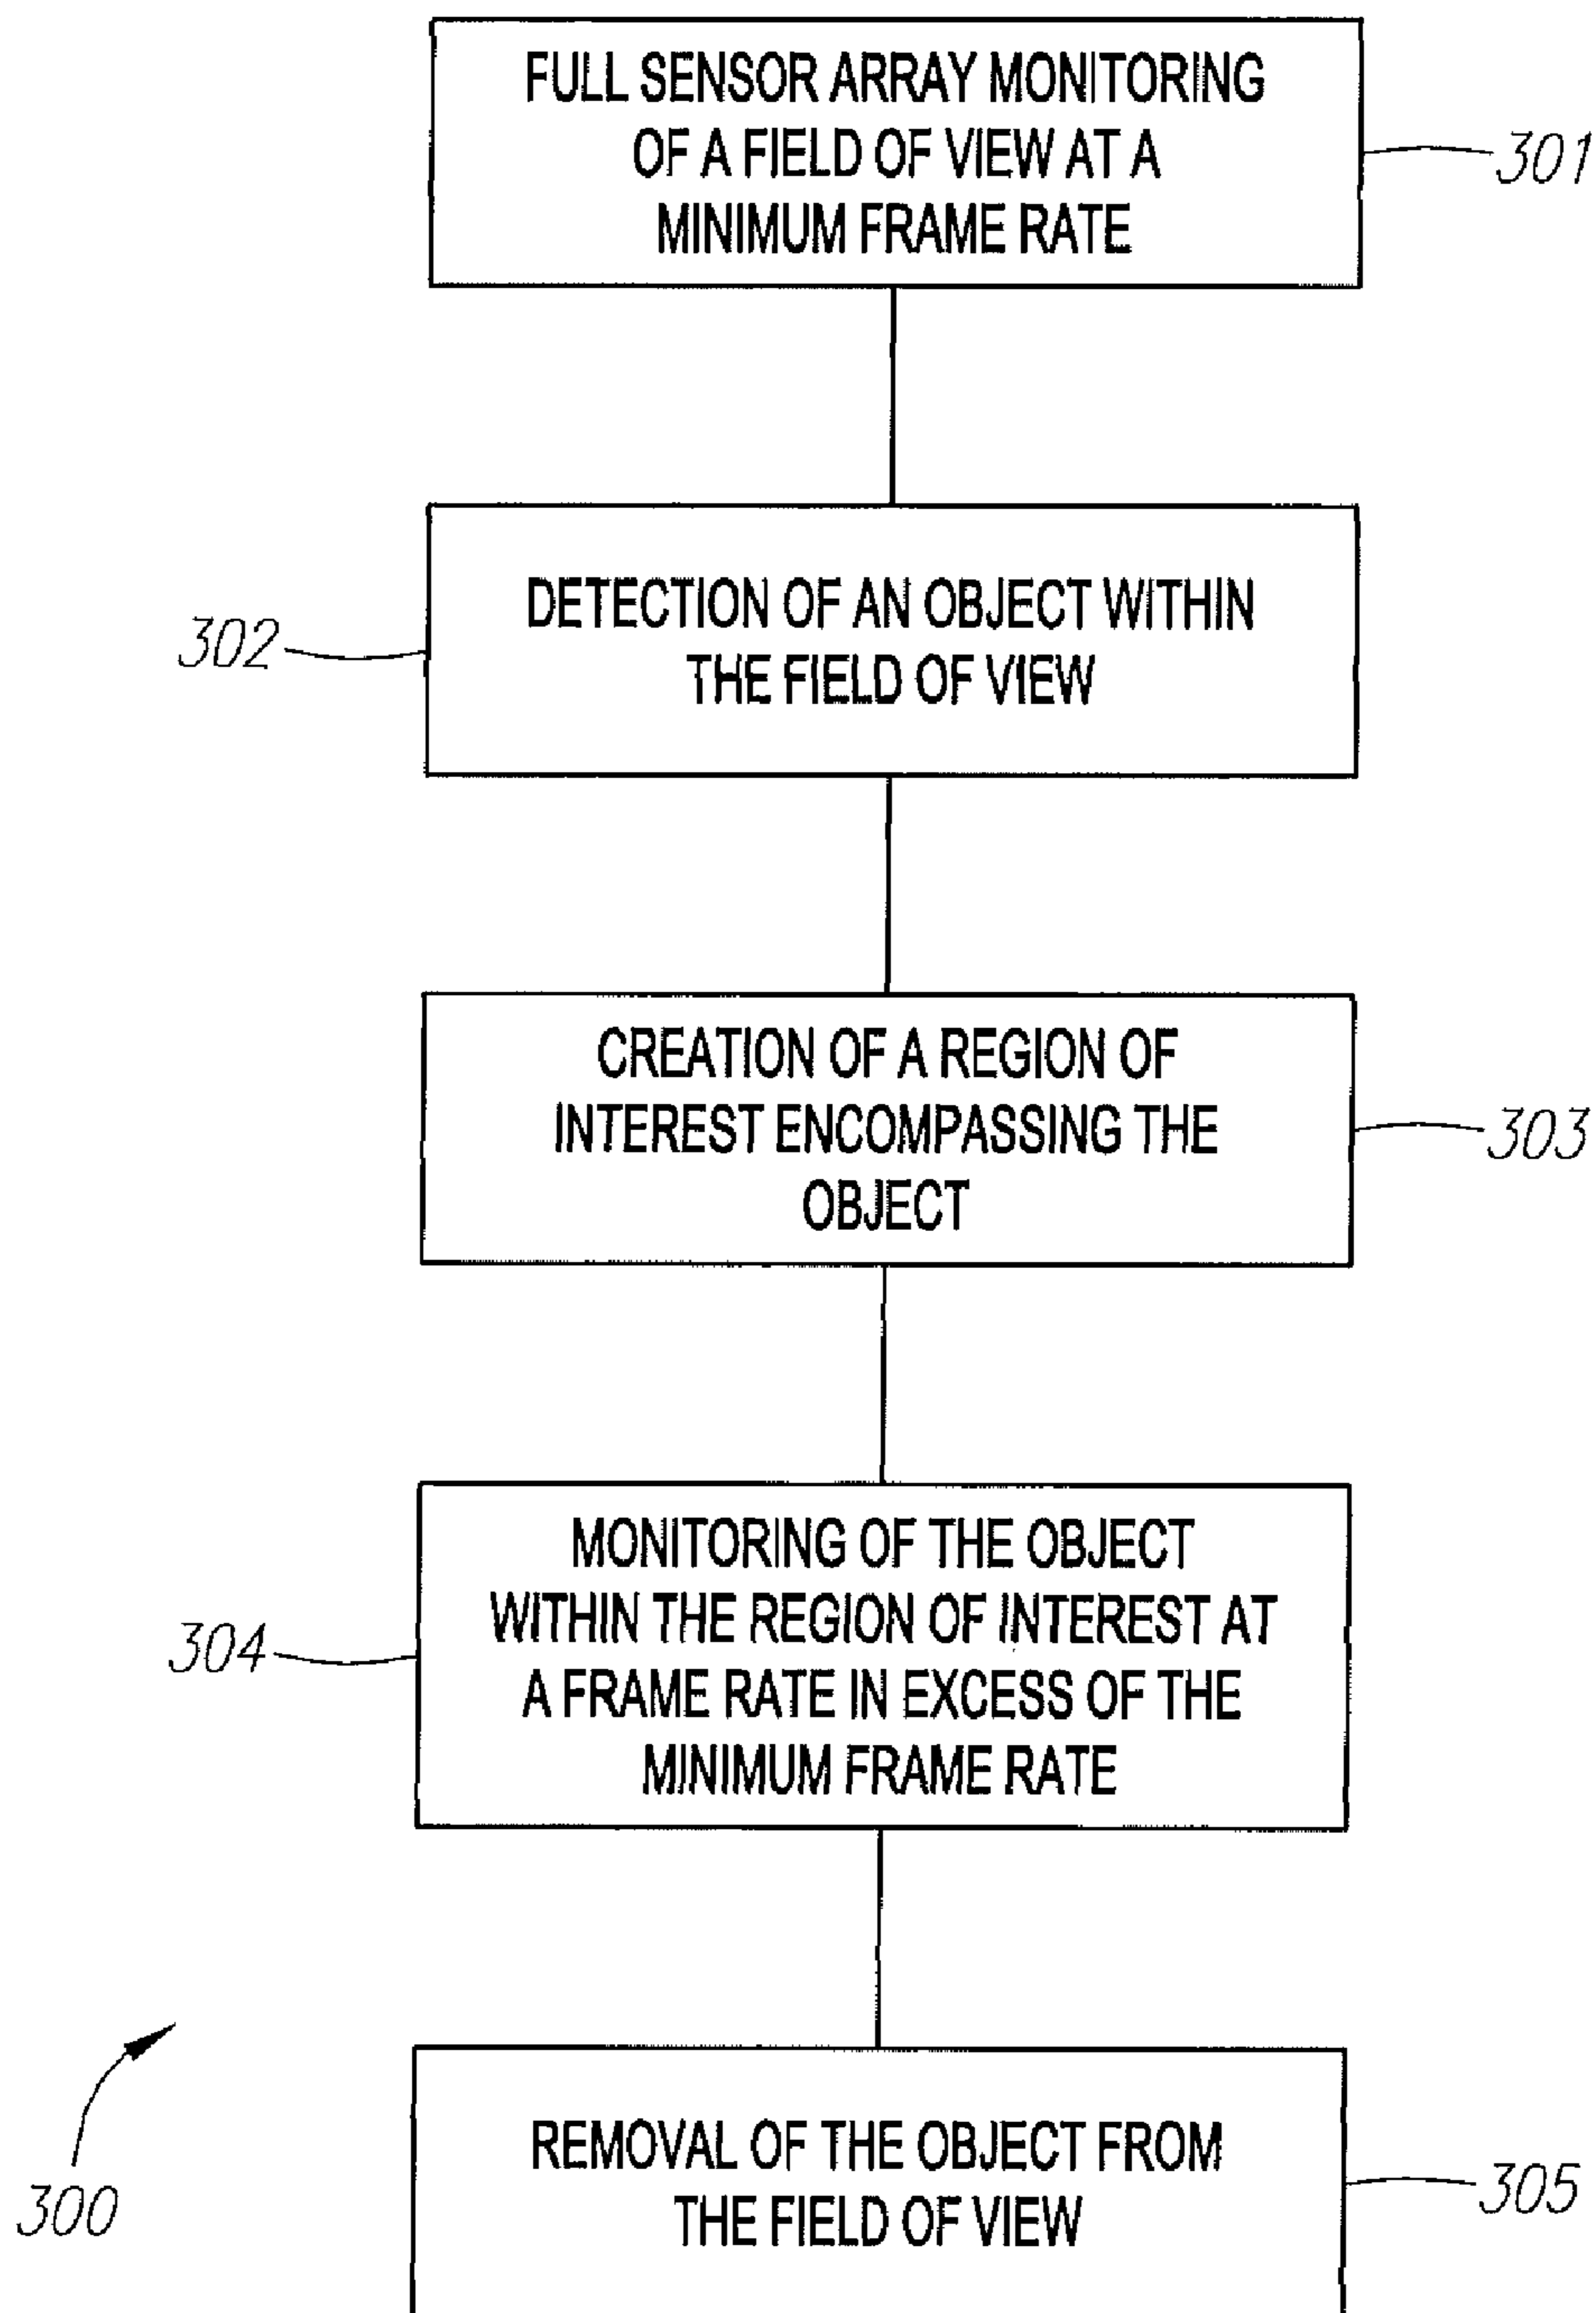 FULL SENSOR ARRAY MONITORING
OF A FIELD OF VIEW AT A
MINIMUM FRAME RATE
301
DETECTION OF AN OBJECT WITHIN
THE FIELD OF VIEW
302
CREATION OF A REGION OF
INTEREST ENCOMPASSING THE
OBJECT
303
MONITORING OF THE OBJECT
WITHIN THE REGION OF INTEREST AT
A FRAME RATE IN EXCESS OF THE
MINIMUM FRAME RATE
304
REMOVAL OF THE OBJECT FROM
THE FIELD OF VIEW
305
300